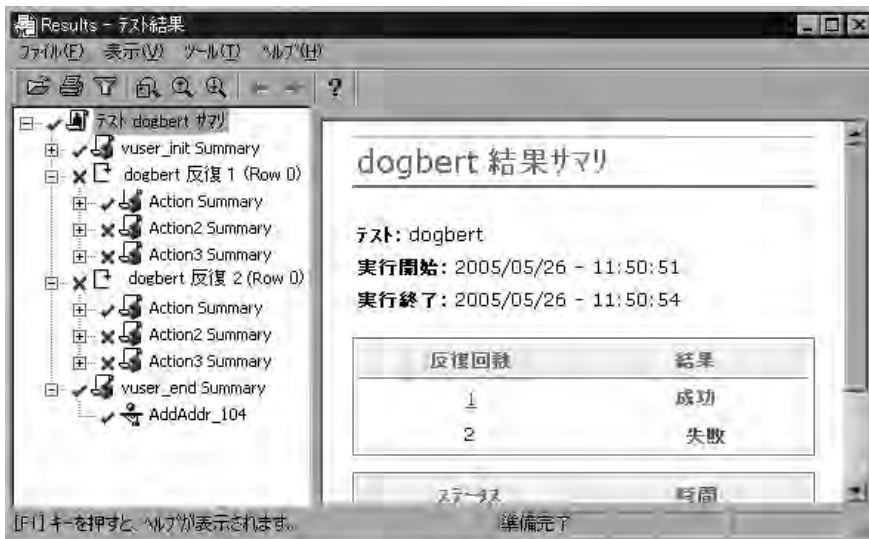 Results - テスト結果
ファイル(F) 表示(V) ツール(T) ヘルプ(H)
?
テスト dogbert サマリ
vuser_init Summary
dogbert 反復 1 (Row 0)
Action Summary
Action2 Summary
Action3 Summary
dogbert 反復 2 (Row 0)
Action Summary
Action2 Summary
Action3 Summary
vuser_end Summary
AddAddr_104
dogbert 結果サマリ
テスト: dogbert
実行開始: 2005/05/26 - 11:50:51
実行終了: 2005/05/26 - 11:50:54
反復回数 結果
1 成功
2 失敗
ステータス 時間
[F1] キーを押すと、ヘルプが表示されます。 準備完了